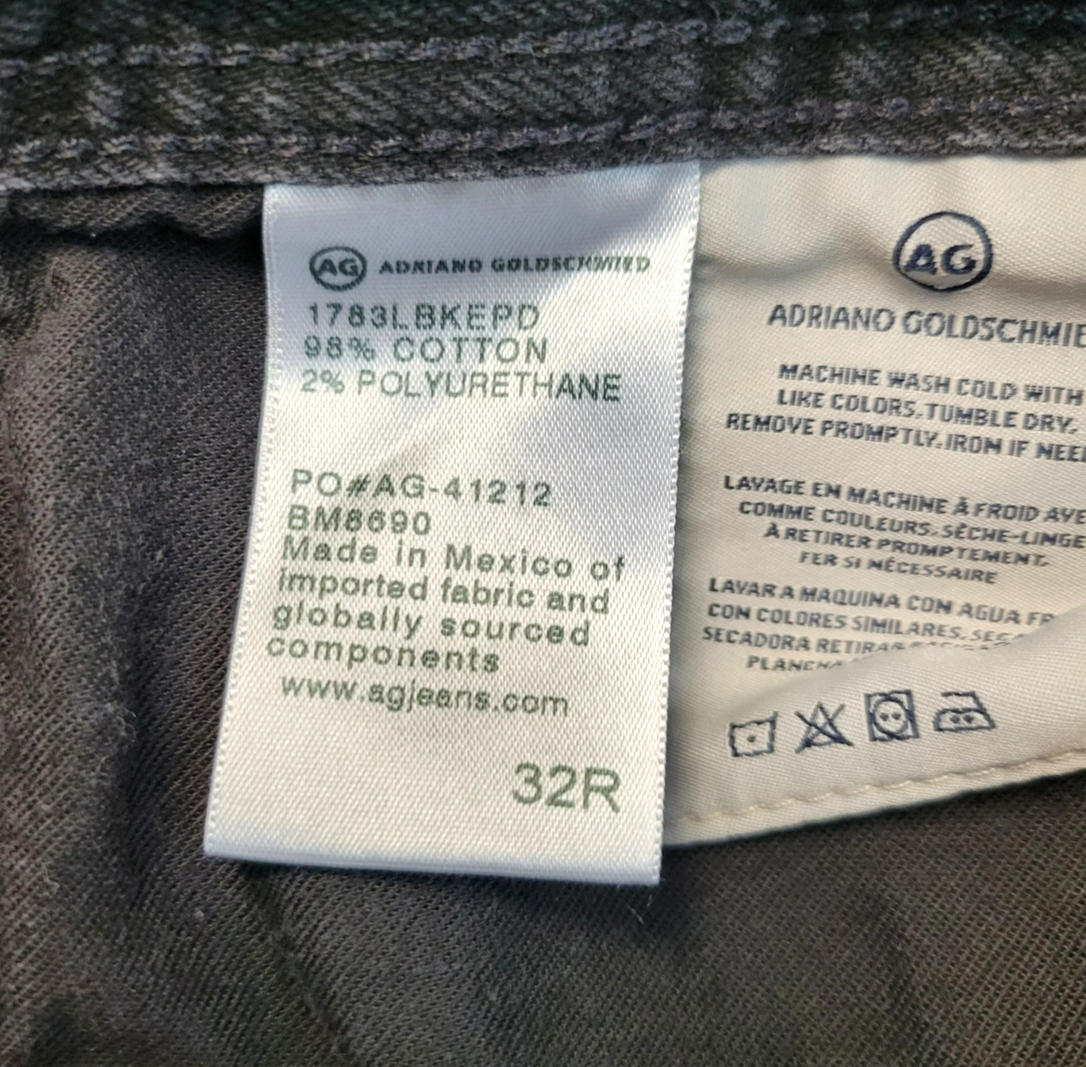 AG ADRIANO GOLDSCHMIED
1783LBKEPD
98% COTTON
2% POLYURETHANE
PO#AG-41212
BM8690
Made in Mexico of
imported fabric and
globally sourced
components
www.agjeans.com
32R
AG
ADRIANO GOLDSCHMIE
MACHINE WASH COLD WITH
LIKE COLORS. TUMBLE DRY.
REMOVE PROMPTLY. IRON IF NEE
LAVAGE EN MACHINE À FROID AVE
COMME COULEURS. SÈCHE-LINGE
À RETIRER PROMPTEMENT.
FER SI NÉCESSAIRE
LAVAR A MAQUINA CON AGUA FR
CON COLORES SIMILARES.
SECADORA RETIRAR
PLANCHA